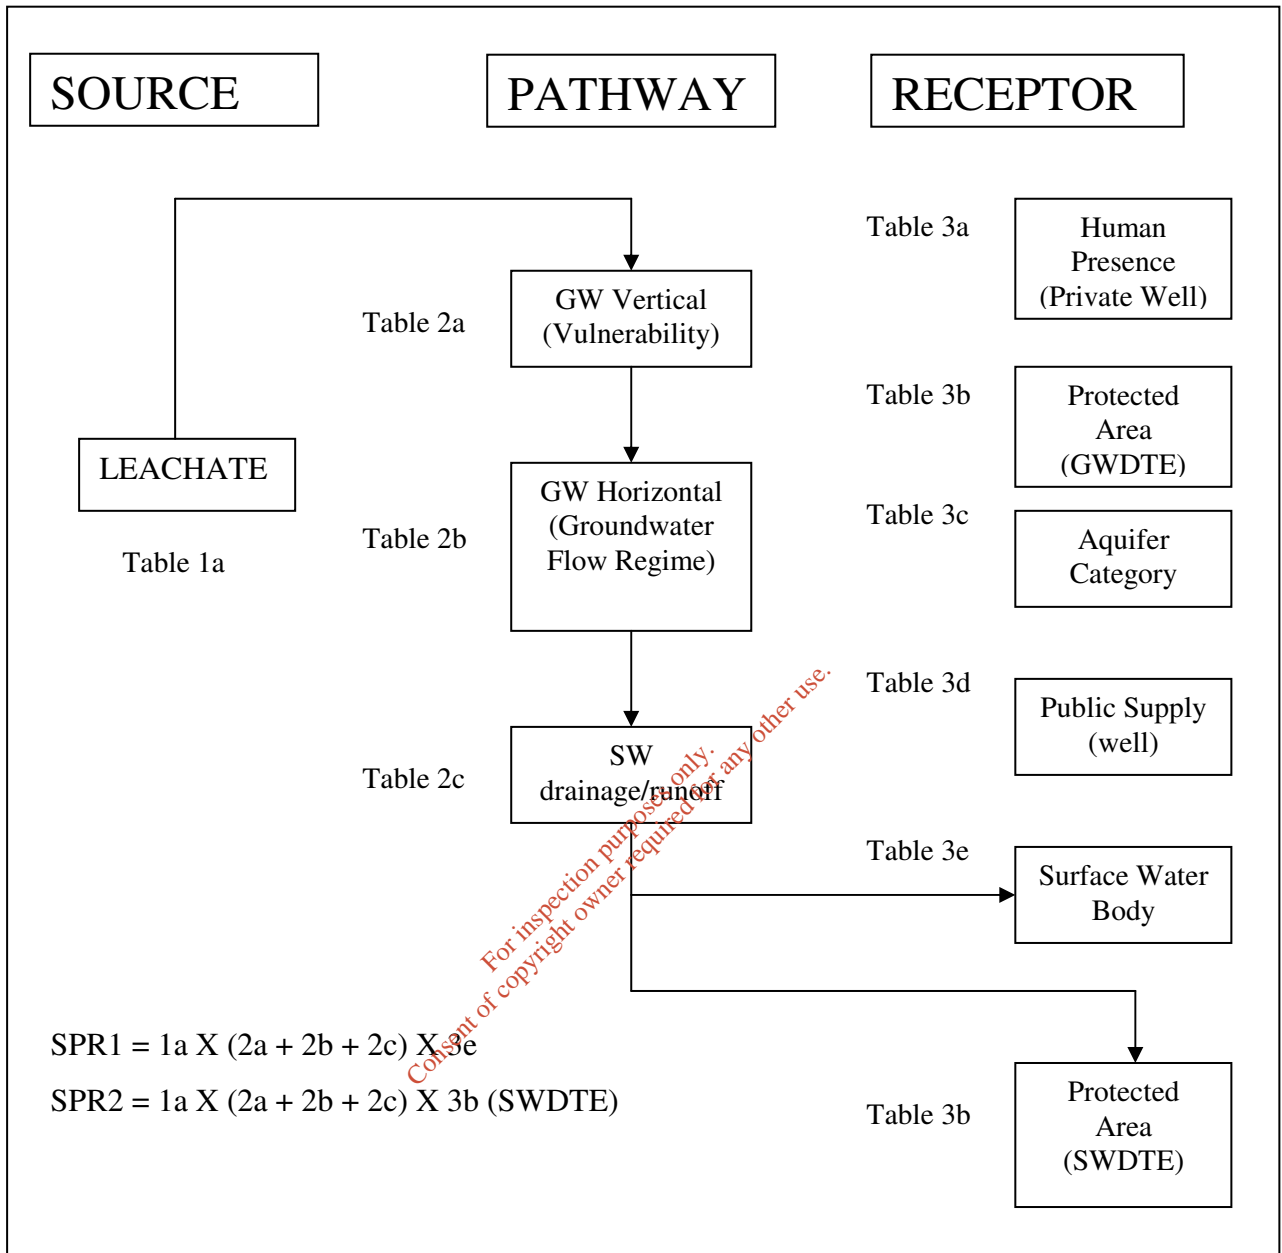 SOURCE
PATHWAY
RECEPTOR
Table 3a
Human
Presence
(Private Well)
GW Vertical
(Vulnerability)
Table 2a
Table 3b
Protected
Area
(GWDTE)
LEACHATE
Table 1a
GW Horizontal
(Groundwater
Flow Regime)
Table 2b
Table 3c
Aquifer
Category
Table 3d
Public Supply
(well)
SW
drainage/runoff
Table 2c
Table 3e
Surface Water
Body
For inspection purposes only.
Consent of copyright owner required for any other use.
SPR1 = 1a X (2a + 2b + 2c) X 3e
SPR2 = 1a X (2a + 2b + 2c) X 3b (SWDTE)
Table 3b
Protected
Area
(SWDTE)